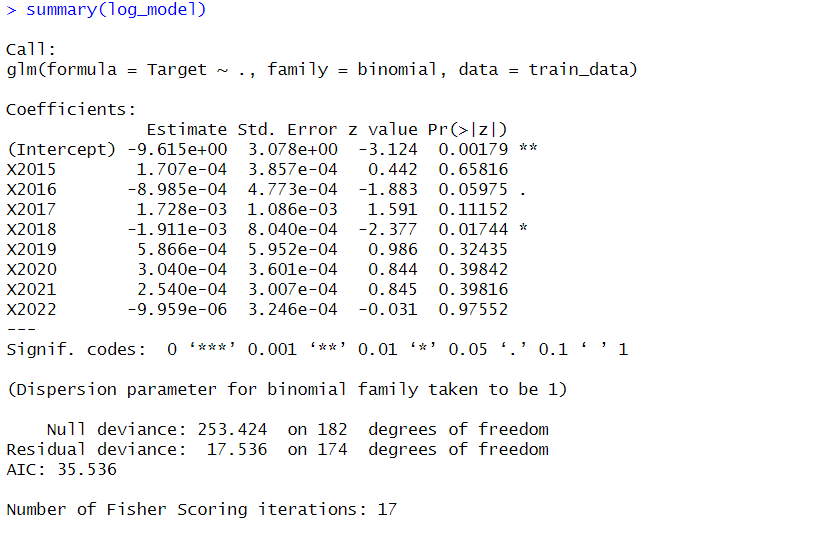 > summary(log_model)
Call:
glm(formula = Target ~ ., family = binomial, data = train_data)
Coefficients:
              Estimate Std. Error z value Pr(>|z|)
(Intercept) -9.615e+00  3.078e+00  -3.124  0.00179 **
X2015        1.707e-04  3.857e-04   0.442  0.65816
X2016       -8.985e-04  4.773e-04  -1.883  0.05975 .
X2017        1.728e-03  1.086e-03   1.591  0.11152
X2018       -1.911e-03  8.040e-04  -2.377  0.01744 *
X2019        5.866e-04  5.952e-04   0.986  0.32435
X2020        3.040e-04  3.601e-04   0.844  0.39842
X2021        2.540e-04  3.007e-04   0.845  0.39816
X2022       -9.959e-06  3.246e-04  -0.031  0.97552
---
Signif. codes:  0 ‘***’ 0.001 ‘**’ 0.01 ‘*’ 0.05 ‘.’ 0.1 ‘ ’ 1
(Dispersion parameter for binomial family taken to be 1)
    Null deviance: 253.424  on 182  degrees of freedom
Residual deviance:  17.536  on 174  degrees of freedom
AIC: 35.536
Number of Fisher Scoring iterations: 17